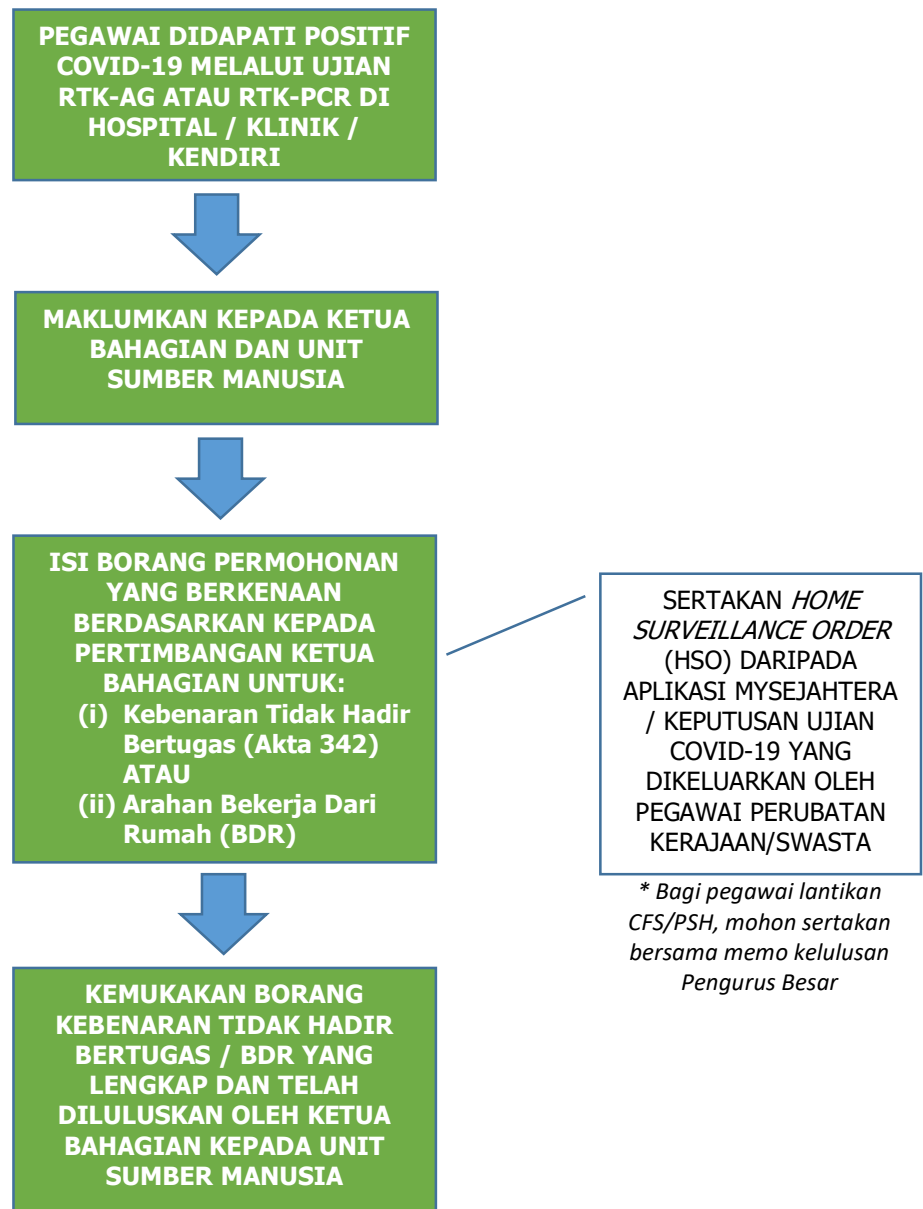 PEGAWAI DIDAPATI POSITIF
COVID-19 MELALUI UJIAN
RTK-AG ATAU RTK-PCR DI
HOSPITAL / KLINIK /
KENDIRI
MAKLUMKAN KEPADA KETUA
BAHAGIAN DAN UNIT
SUMBER MANUSIA
ISI BORANG PERMOHONAN
YANG BERKENAAN
BERDASARKAN KEPADA
PERTIMBANGAN KETUA
BAHAGIAN UNTUK:
(i) Kebenaran Tidak Hadir
Bertugas (Akta 342)
ATAU
(ii) Arahan Bekerja Dari
Rumah (BDR)
SERTAKAN HOME
SURVEILLANCE ORDER
(HSO) DARIPADA
APLIKASI MYSEJAHTERA
/ KEPUTUSAN UJIAN
COVID-19 YANG
DIKELUARKAN OLEH
PEGAWAI PERUBATAN
KERAJAAN/SWASTA
* Bagi pegawai lantikan
CFS/PSH, mohon sertakan
bersama memo kelulusan
Pengurus Besar
KEMUKAKAN BORANG
KEBENARAN TIDAK HADIR
BERTUGAS / BDR YANG
LENGKAP DAN TELAH
DILULUSKAN OLEH KETUA
BAHAGIAN KEPADA UNIT
SUMBER MANUSIA